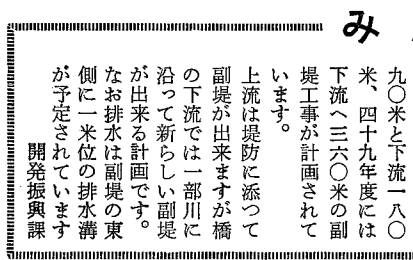 み
九〇米と下流一八〇
米、四十九年度には
下流へ三六〇米の副
堤工事が計画されて
います。
上流は堤防に添つて
副堤が出来ますが橋
の下流では一部川に
沿って新らしい副堤
が出来る計画です。
なお排水は副堤の東
側に一米位の排水溝
が予定されています
開発振興課